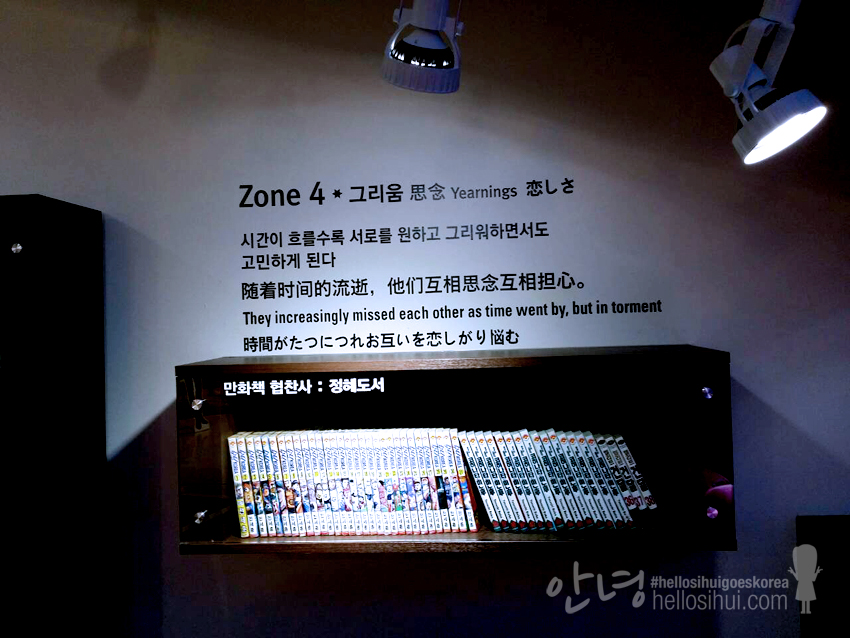 Zone 4 * 그리움 思念 Yearnings 恋しさ
시간이 흐를수록 서로를 원하고 그리워하면서도
고민하게 된다
随着时间的流逝，他们互相思念互相担心。
They increasingly missed each other as time went by, but in torment
時間がたつにつれお互いを恋しがり悩む
만화책 협찬사 : 정혜도서
안녕
#hellosihuigoeskorea
hellosihui.com